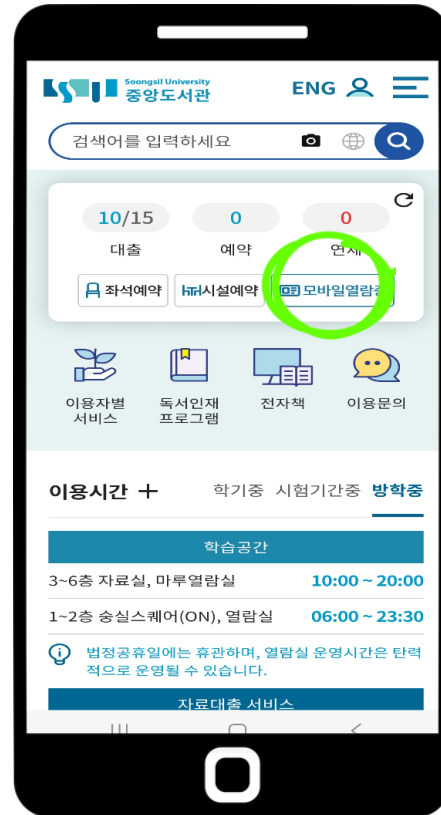 Soongsil University
중앙도서관
ENG
검색어를 입력하세요
10/15 0 0
대출 예약 연체
좌석예약 시설예약 모바일열람증
이용자별 서비스
독서인재 프로그램
전자책
이용문의
이용시간 + 학기중 시험기간중 방학중
학습공간
3~6층 자료실, 마루열람실 10:00 ~ 20:00
1~2층 숭실스퀘어(ON), 열람실 06:00 ~ 23:30
법정공휴일에는 휴관하며, 열람실 운영시간은 탄력
적으로 운영될 수 있습니다.
자료대출 서비스